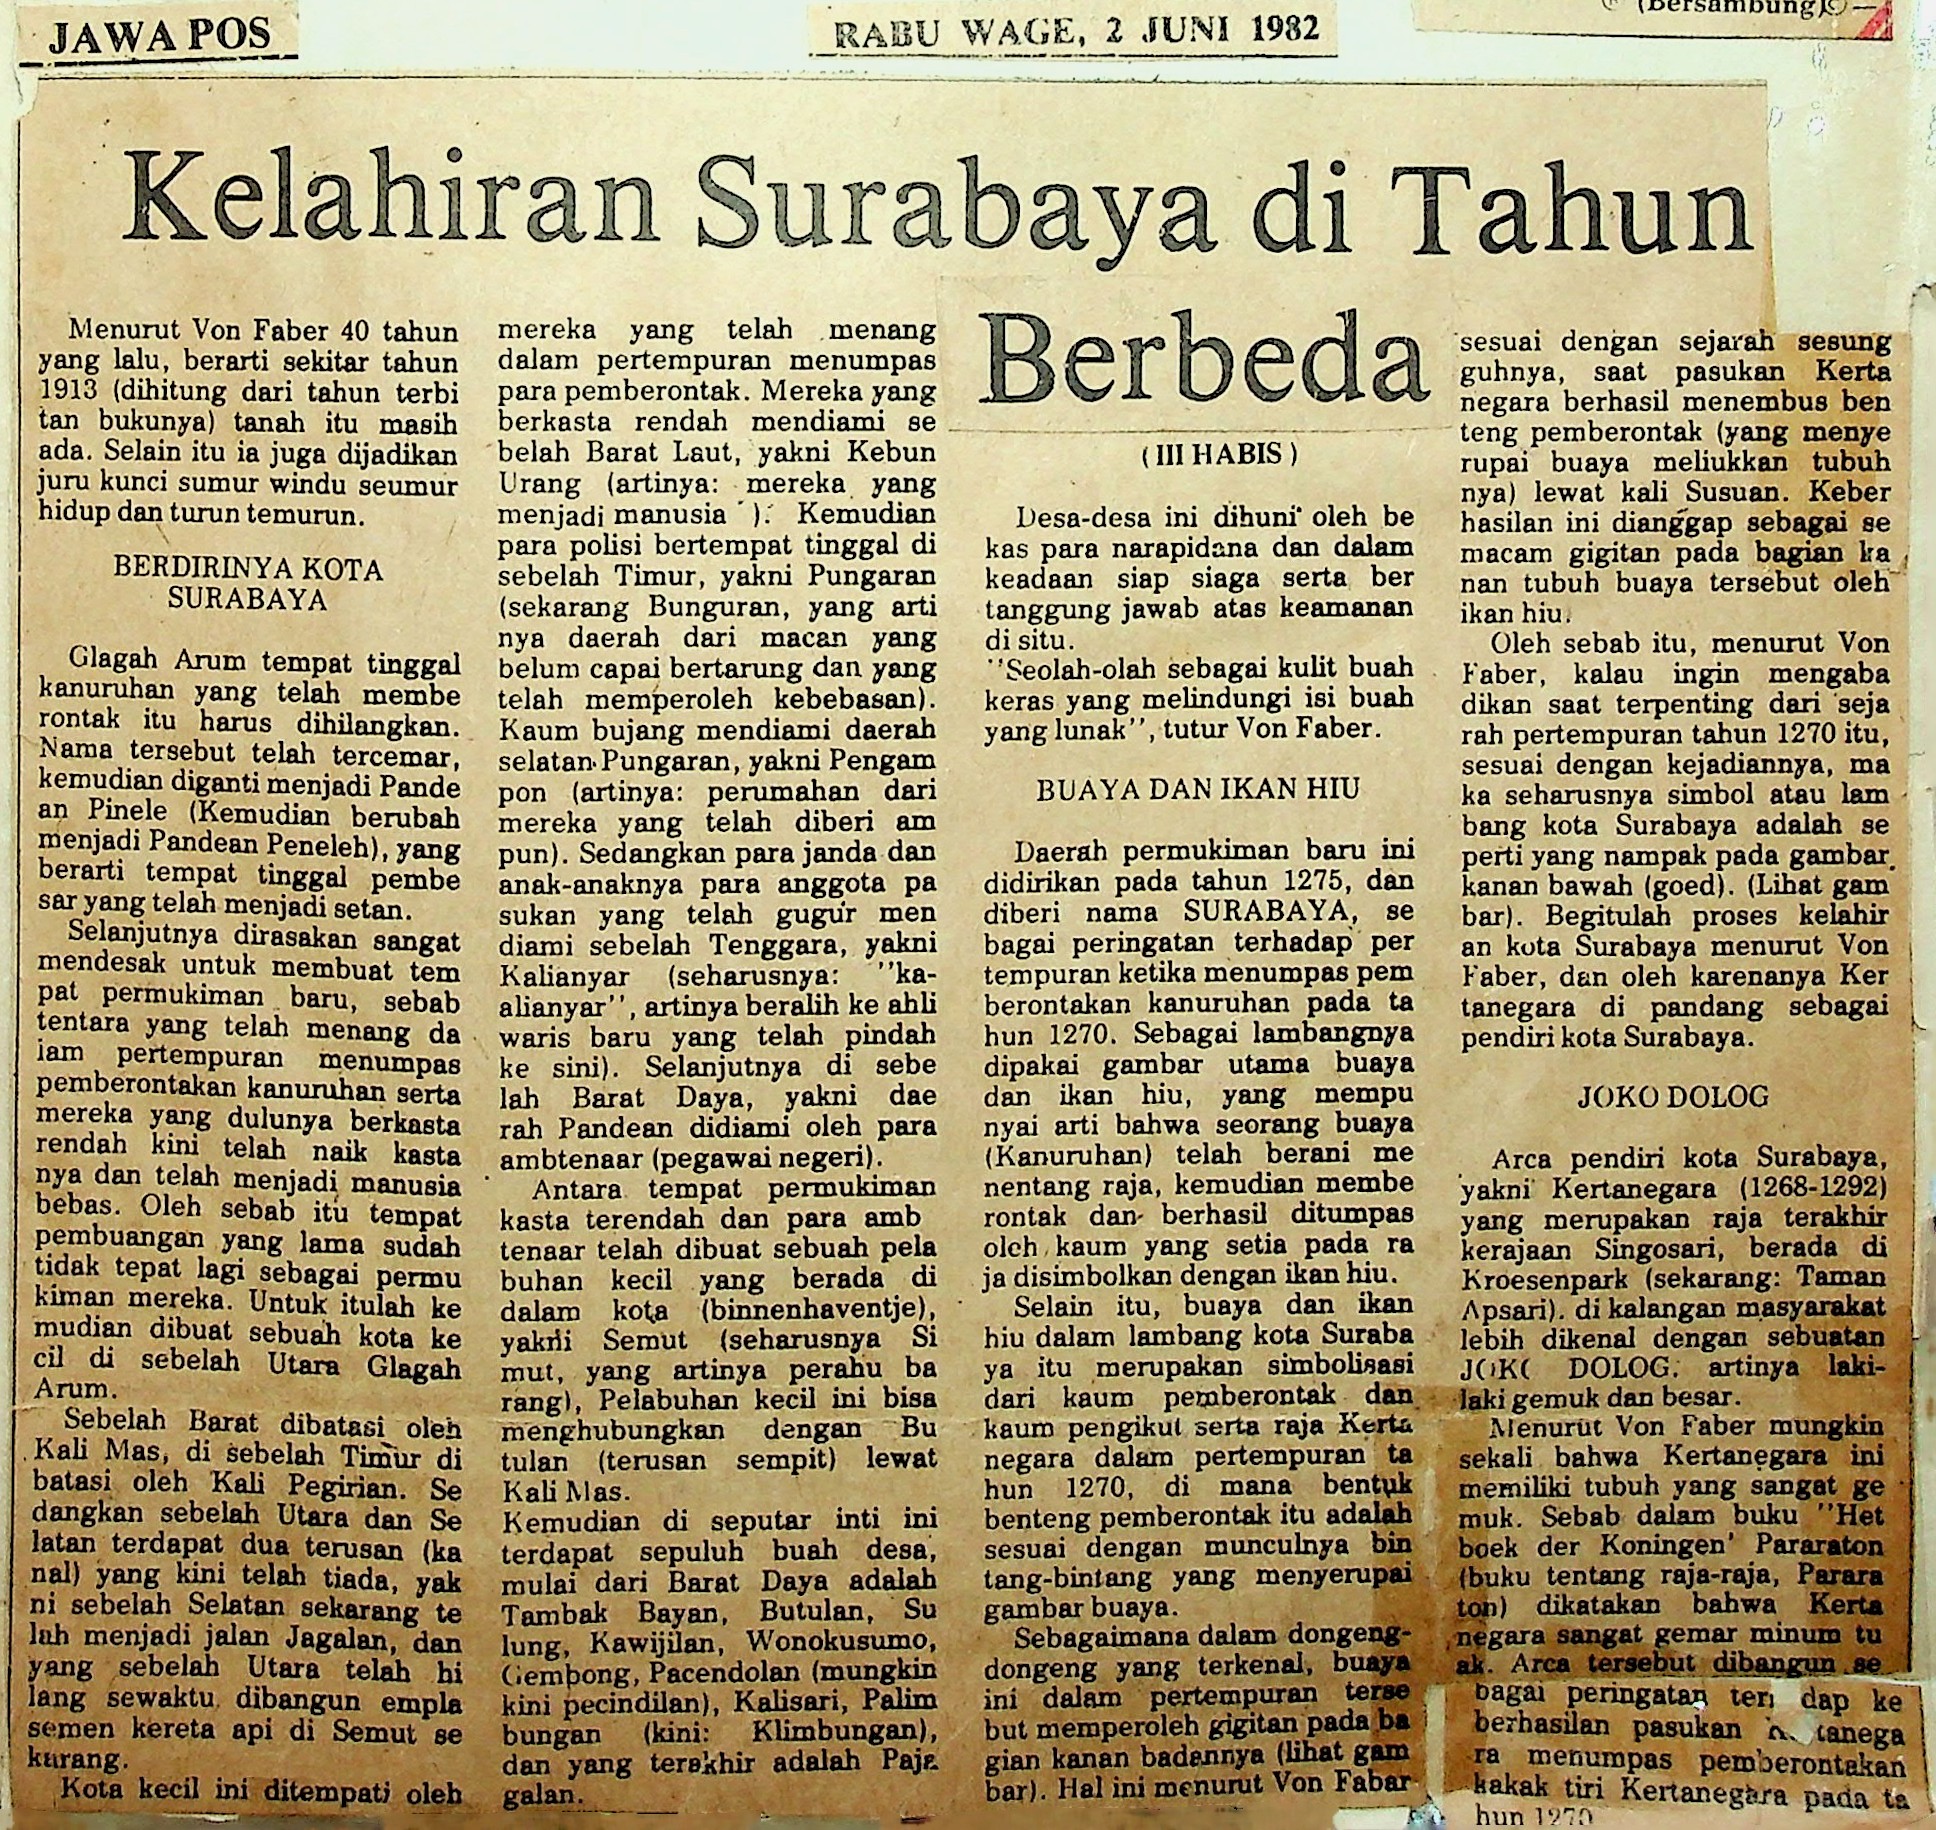 JAWA POS
RABU WAGE, 2 JUNI 1982
(Bersambung)
Kelahiran Surabaya di Tahun
Berbeda
Menurut Von Faber 40 tahun
yang lalu, berarti sekitar tahun
1913 (dihitung dari tahun terbi
tan bukunya) tanah itu masih
ada. Selain itu ia juga dijadikan
juru kunci sumur windu seumur
hidup dan turun temurun.
BERDIRINYA KOTA
SURABAYA
Glagah Arum tempat tinggal
kanuruhan yang telah membe
rontak itu harus dihilangkan.
Nama tersebut telah tercemar,
kemudian diganti menjadi Pande
an Pinele (Kemudian berubah
menjadi Pandean Peneleh), yang
berarti tempat tinggal pembe
sar yang telah menjadi setan.
Selanjutnya dirasakan sangat
mendesak untuk membuat tem
pat permukiman baru, sebab
tentara yang telah menang da
lam pertempuran menumpas
pemberontakan kanuruhan serta
mereka yang dulunya berkasta
rendah kini telah naik kasta
nya dan telah menjadi manusia
bebas. Oleh sebab itu tempat
pembuangan yang lama sudah
tidak tepat lagi sebagai permu
kiman mereka. Untuk itulah ke
mudian dibuat sebuah kota ke
cil di sebelah Utara Glagah
Arum.
Sebelah Barat dibatasi oleh
Kali Mas, di sebelah Timur di
batasi oleh Kali Pegirian. Se
dangkan sebelah Utara dan Se
latan terdapat dua terusan (ka
nal) yang kini telah tiada, yak
ni sebelah Selatan sekarang te
lah menjadi jalan Jagalan, dan
yang sebelah Utara telah hi
lang sewaktu dibangun empla
semen kereta api di Semut se
karang.
Kota kecil ini ditempati oleh
mereka yang telah menang
dalam pertempuran menumpas
para pemberontak. Mereka yang
berkasta rendah mendiami se
belah Barat Laut, yakni Kebun
Urang (artinya: mereka yang
menjadi manusia ). Kemudian
para polisi bertempat tinggal di
sebelah Timur, yakni Pungaran
(sekarang Bunguran, yang arti
nya daerah dari macan yang
belum capai bertarung dan yang
telah memperoleh kebebasan).
Kaum bujang mendiami daerah
selatan Pungaran, yakni Pengam
pon (artinya: perumahan dari
mereka yang telah diberi am
pun). Sedangkan para janda dan
anak-anaknya para anggota pa
sukan yang telah gugur men
diami sebelah Tenggara, yakni
Kalianyar (seharusnya: "ka-
alianyar", artinya beralih ke ahli
waris baru yang telah pindah
ke sini). Selanjutnya di sebe
lah Barat Daya, yakni dae
rah Pandean didiami oleh para
ambtenaar (pegawai negeri).
Antara tempat permukiman
kasta terendah dan para amb
tenaar telah dibuat sebuah pela
buhan kecil yang berada di
dalam kota (binnenhaventje),
yakni Semut (seharusnya Si
mut, yang artinya perahu ba
rang), Pelabuhan kecil ini bisa
menghubungkan dengan Bu
tulan (terusan sempit) lewat
Kali Mas.
Kemudian di seputar inti ini
terdapat sepuluh buah desa,
mulai dari Barat Daya adalah
Tambak Bayan, Butulan, Su
lung, Kawijilan, Wonokusumo,
Gembong, Pacendolan (mungkin
kini pecindilan), Kalisari, Palim
bungan (kini: Klimbungan),
dan yang terakhir adalah Paja
galan.
(III HABIS)
Desa-desa ini dihuni oleh be
kas para narapidana dan dalam
keadaan siap siaga serta ber
tanggung jawab atas keamanan
di situ.
"Seolah-olah sebagai kulit buah
keras yang melindungi isi buah
yang lunak", tutur Von Faber.
BUAYA DAN IKAN HIU
Daerah permukiman baru ini
didirikan pada tahun 1275, dan
diberi nama SURABAYA, se
bagai peringatan terhadap per
tempuran ketika menumpas pem
berontakan kanuruhan pada ta
hun 1270. Sebagai lambangnya
dipakai gambar utama buaya
dan ikan hiu, yang mempu
nyai arti bahwa seorang buaya
(Kanuruhan) telah berani me
nentang raja, kemudian membe
rontak dan berhasil ditumpas
oleh kaum yang setia pada ra
ja disimbolkan dengan ikan hiu.
Selain itu, buaya dan ikan
hiu dalam lambang kota Suraba
ya itu merupakan simbolisasi
dari kaum pemberontak dan
kaum pengikut serta raja Kerta
negara dalam pertempuran ta
hun 1270, di mana bentuk
benteng pemberontak itu adalah
sesuai dengan munculnya bin
tang-bintang yang menyerupai
gambar buaya.
Sebagaimana dalam dongeng-
dongeng yang terkenal, buaya
ini dalam pertempuran terse
but memperoleh gigitan pada ba
gian kanan badannya (lihat gam
bar). Hal ini menurut Von Fabar
sesuai dengan sejarah sesung
guhnya, saat pasukan Kerta
negara berhasil menembus ben
teng pemberontak (yang menye
rupai buaya meliukkan tubuh
nya) lewat kali Susuan. Keber
hasilan ini dianggap sebagai se
macam gigitan pada bagian ka
nan tubuh buaya tersebut oleh
ikan hiu.
Oleh sebab itu, menurut Von
Faber, kalau ingin mengaba
dikan saat terpenting dari seja
rah pertempuran tahun 1270 itu,
sesuai dengan kejadiannya, ma
ka seharusnya simbol atau lam
bang kota Surabaya adalah se
perti yang nampak pada gambar
kanan bawah (goed). (Lihat gam
bar). Begitulah proses kelahir
an kota Surabaya menurut Von
Faber, dan oleh karenanya Ker
tanegara di pandang sebagai
pendiri kota Surabaya.
JOKO DOLOG
Arca pendiri kota Surabaya,
yakni Kertanegara (1268-1292)
yang merupakan raja terakhir
kerajaan Singosari, berada di
Kroesenpark (sekarang: Taman
Apsari). di kalangan masyarakat
lebih dikenal dengan sebuatan
JOKO DOLOG. artinya laki-
laki gemuk dan besar.
Menurut Von Faber mungkin
sekali bahwa Kertanegara ini
memiliki tubuh yang sangat ge
muk. Sebab dalam buku "Het
boek der Koningen' Pararaton
(buku tentang raja-raja, Parara
ton) dikatakan bahwa Kerta
negara sangat gemar minum tu
ak. Arca tersebut dibangun se
bagai peringatan ter dap ke
berhasilan pasukan tanega
ra menumpas pemberontakan
kakak tiri Kertanegara pada ta
hun 1270